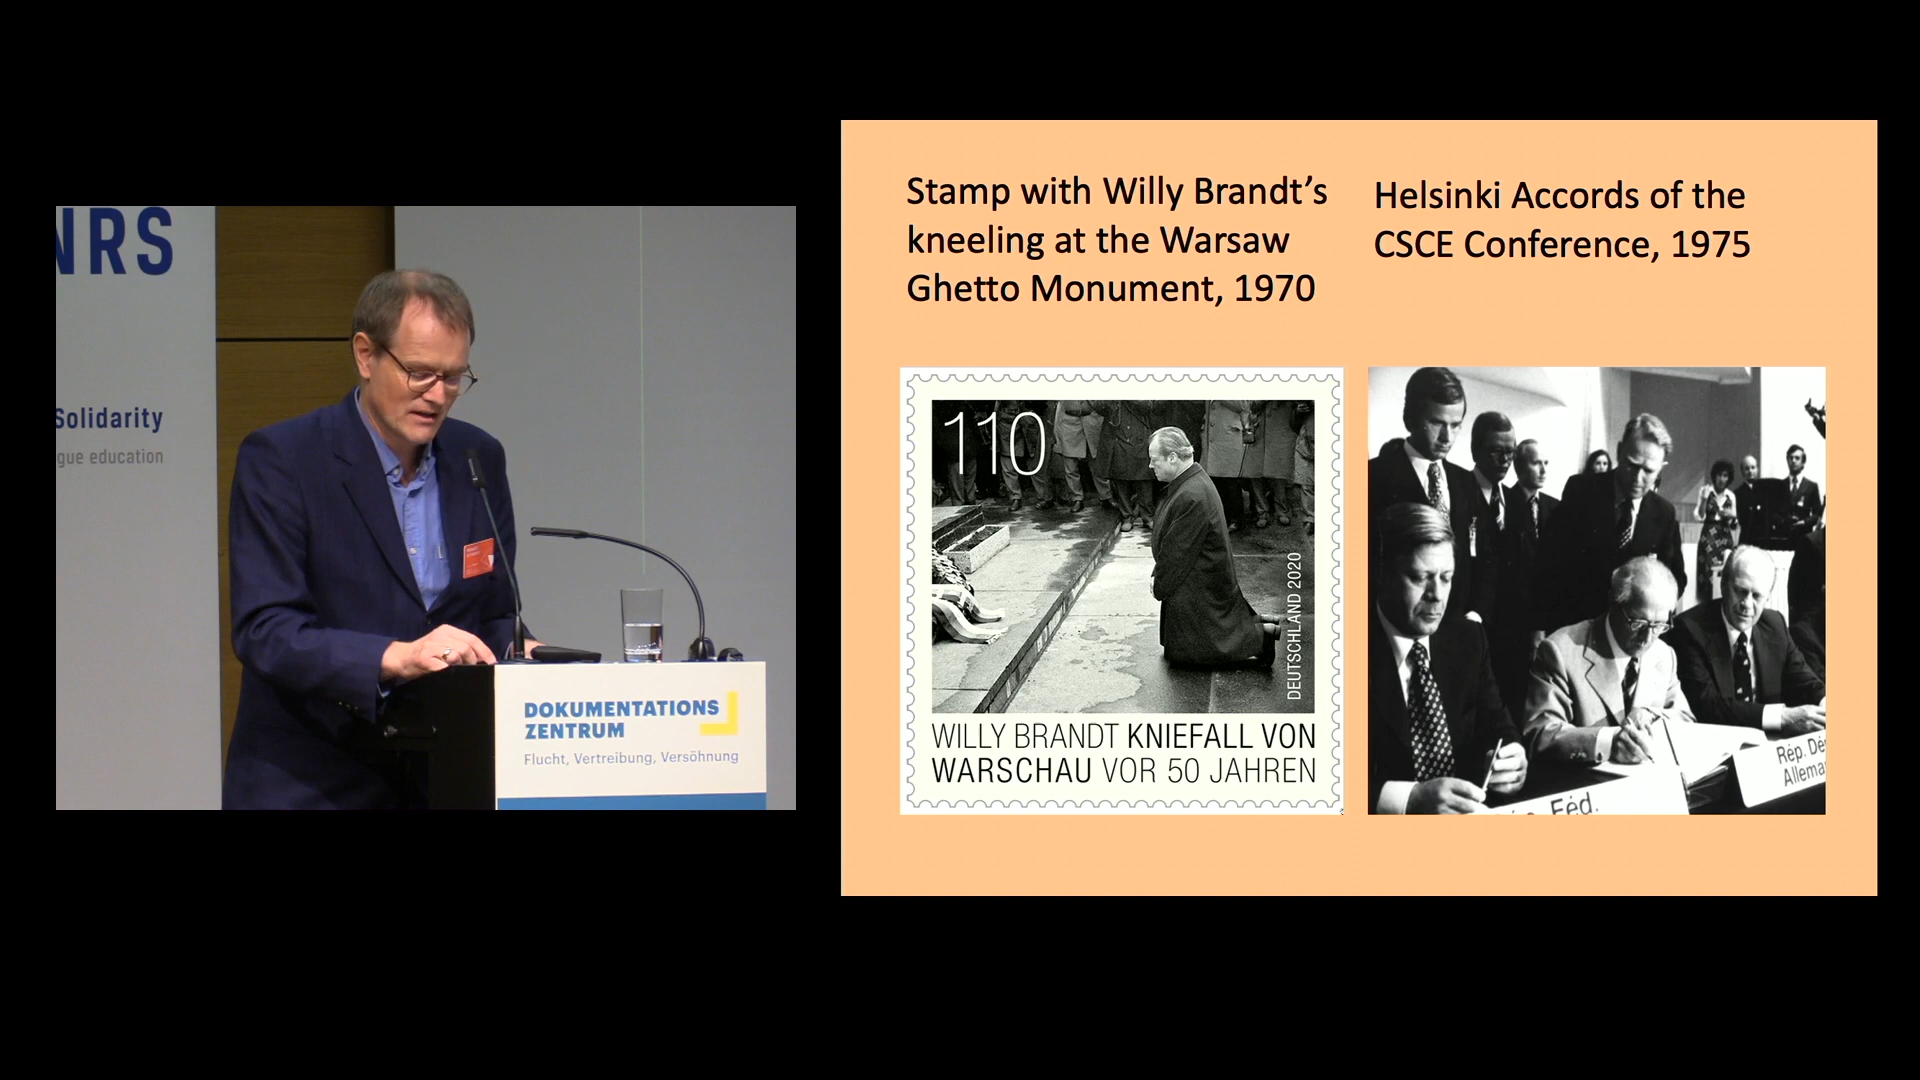 NRS
Solidarity
gue education
DOKUMENTATIONS
ZENTRUM
Flucht, Vertreibung, Versöhnung
Stamp with Willy Brandt’s
kneeling at the Warsaw
Ghetto Monument, 1970
Helsinki Accords of the
CSCE Conference, 1975
110
DEUTSCHLAND 2020
WILLY BRANDT KNIEFALL VON
WARSCHAU VOR 50 JAHREN
Féd.
Rép. Dé
Allema